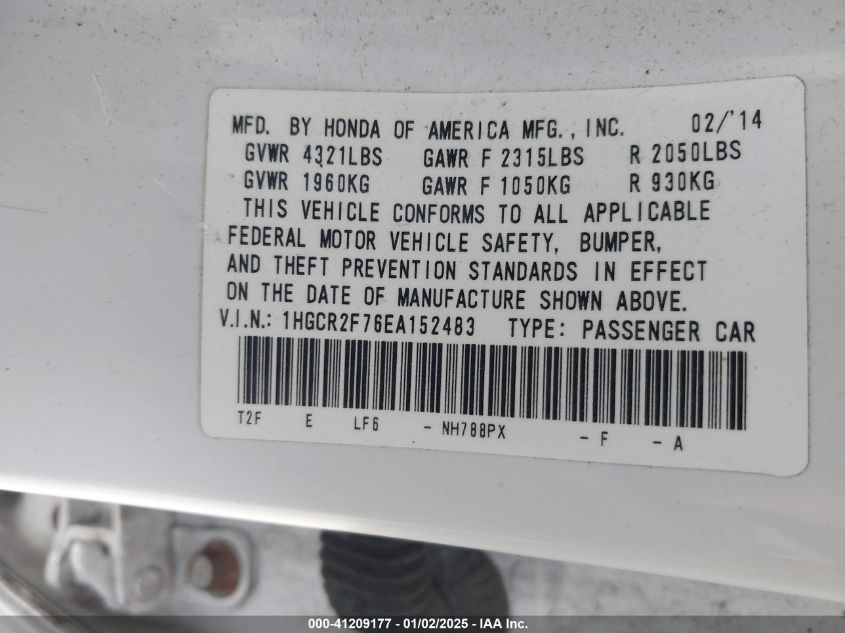 MFD. BY HONDA OF AMERICA MFG., INC. 02/'14
GVWR 4321LBS GAWR F 2315LBS R 2050LBS
GVWR 1960KG GAWR F 1050KG R 930KG
THIS VEHICLE CONFORMS TO ALL APPLICABLE
FEDERAL MOTOR VEHICLE SAFETY, BUMPER,
AND THEFT PREVENTION STANDARDS IN EFFECT
ON THE DATE OF MANUFACTURE SHOWN ABOVE.
V.I.N.: 1HGCR2F76EA152483 TYPE: PASSENGER CAR
T2F E LF6 - NH788PX - F - A
000-41209177 - 01/02/2025 - IAA Inc.